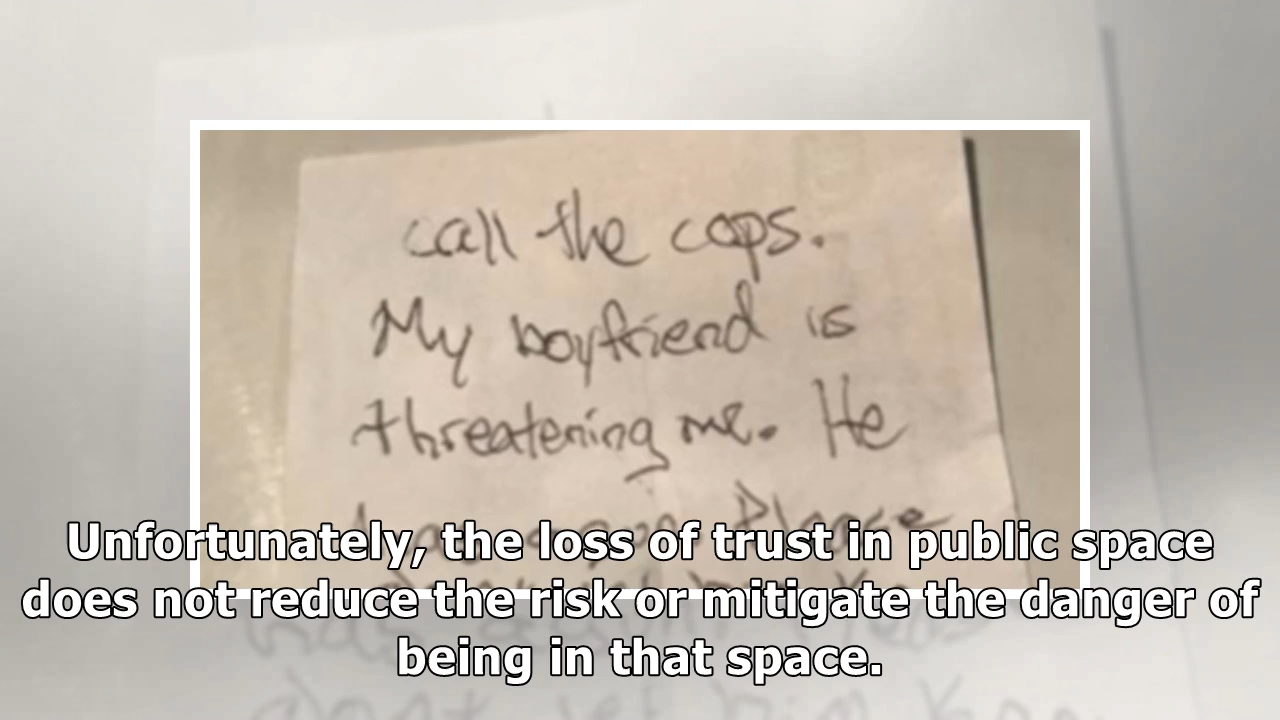 call the cops.
My boyfriend is
threatening me. He
Please
Unfortunately, the loss of trust in public space
does not reduce the risk or mitigate the danger of
being in that space.